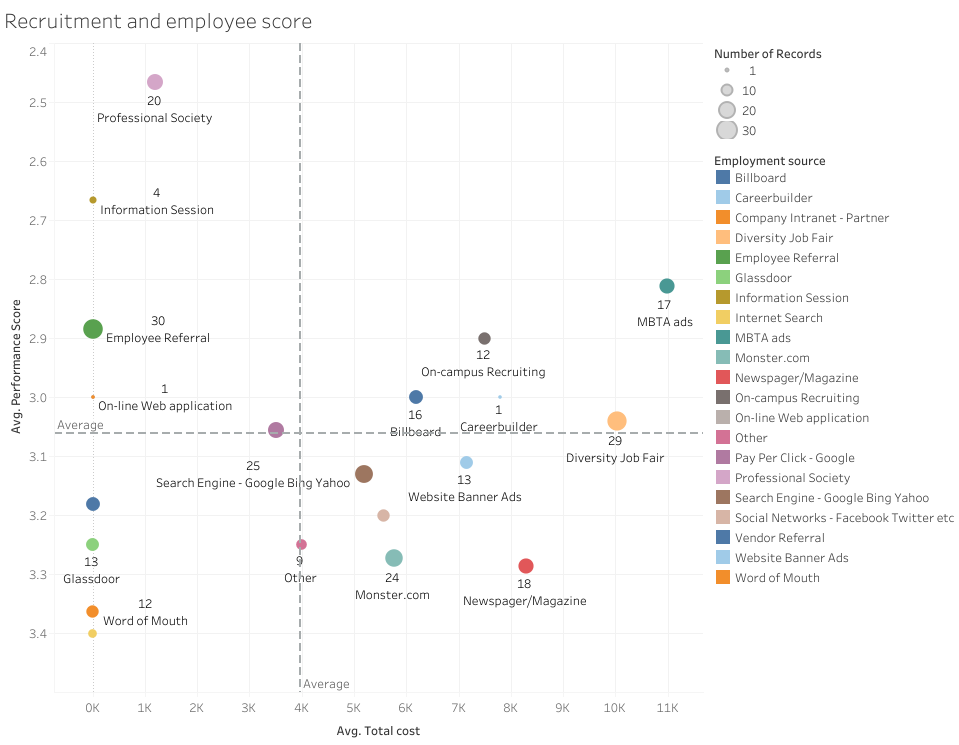 Recruitment and employee score
Avg. Performance Score
2.4
2.5
2.6
2.7
2.8
2.9
3.0
3.1
3.2
3.3
3.4
20
Professional Society
4
Information Session
17
MBTA ads
30
Employee Referral
12
On-campus Recruiting
1
On-line Web application
16
Billboard
1
Careerbuilder
Average
29
Diversity Job Fair
25
Search Engine - Google Bing Yahoo
13
Website Banner Ads
13
Glassdoor
9
Other
24
Monster.com
18
Newspager/Magazine
12
Word of Mouth
Average
0K
1K
2K
3K
4K
5K
6K
7K
8K
9K
10K
11K
Avg. Total cost
Number of Records
1
10
20
30
Employment source
Billboard
Careerbuilder
Company Intranet - Partner
Diversity Job Fair
Employee Referral
Glassdoor
Information Session
Internet Search
MBTA ads
Monster.com
Newspager/Magazine
On-campus Recruiting
On-line Web application
Other
Pay Per Click - Google
Professional Society
Search Engine - Google Bing Yahoo
Social Networks - Facebook Twitter etc
Vendor Referral
Website Banner Ads
Word of Mouth